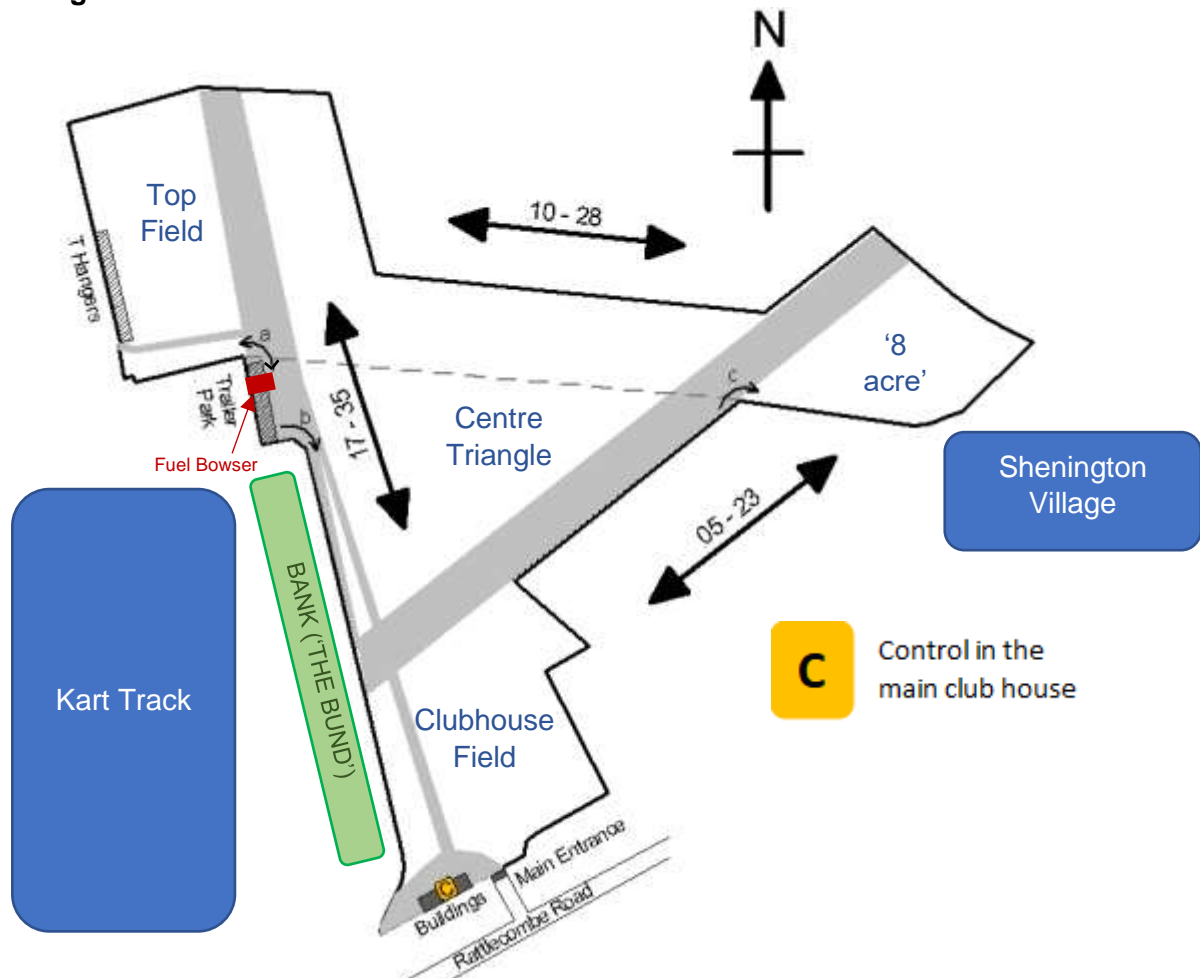 g
N
Top
Field
10 - 28
T Hangers
'8
acre'
a
c
Trailer
Park
b
17 - 35
Centre
Triangle
Fuel Bowser
Shenington
Village
05 - 23
BANK ('THE BUND')
Kart Track
C
Control in the
main club house
Clubhouse
Field
Main Entrance
C
Buildings
Rattlecombe Road